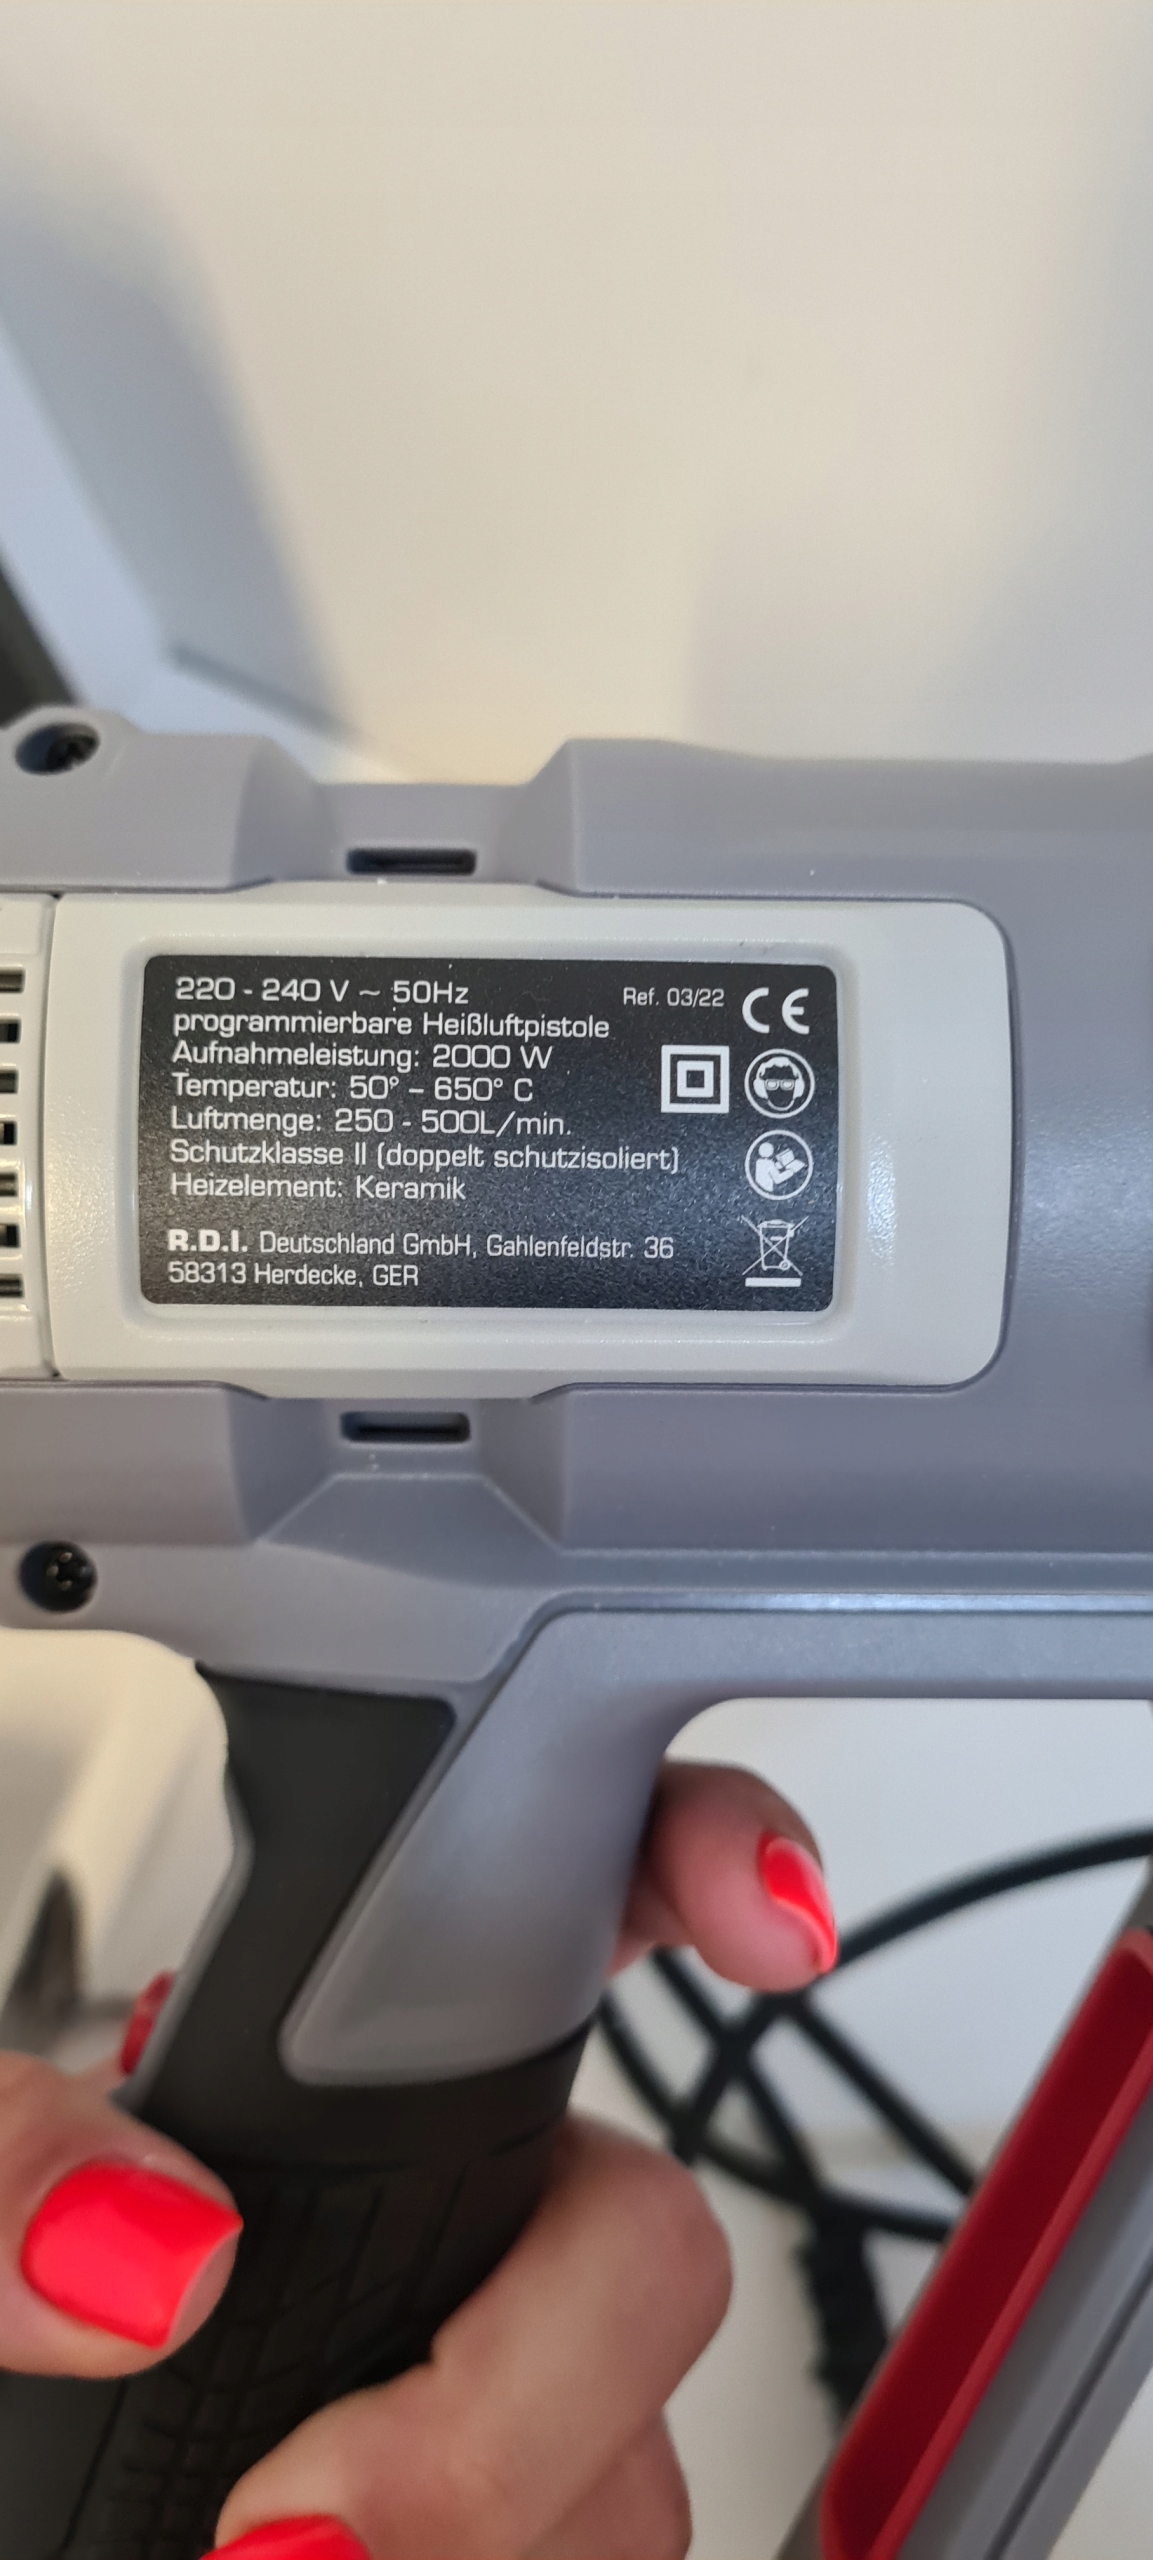 220 - 240 V ~ 50Hz
Ref. 03/22
CE
programmierbare Heißluftpistole
Aufnahmeleistung: 2000 W
Temperatur: 50° – 650° C
Luftmenge: 250 - 500L/min.
Schutzklasse II (doppelt schutzisoliert)
Heizelement: Keramik
R.D.I. Deutschland GmbH, Gahlenfeldstr. 36
58313 Herdecke, GER